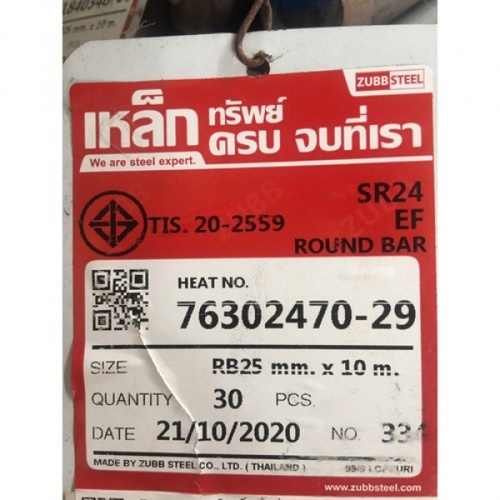 ZUBB STEEL
เหล็ก ทรัพย์
ครบ จบที่เรา
We are steel expert.
SR24
TIS. 20-2559
EF
ROUND BAR
HEAT NO.
76302470-29
SIZE RB25 mm. x 10 m.
QUANTITY 30 PCS.
DATE 21/10/2020 NO. 334
MADE BY ZUBB STEEL CO., LTD. ( THAILAND )
www.zubbsteel.com